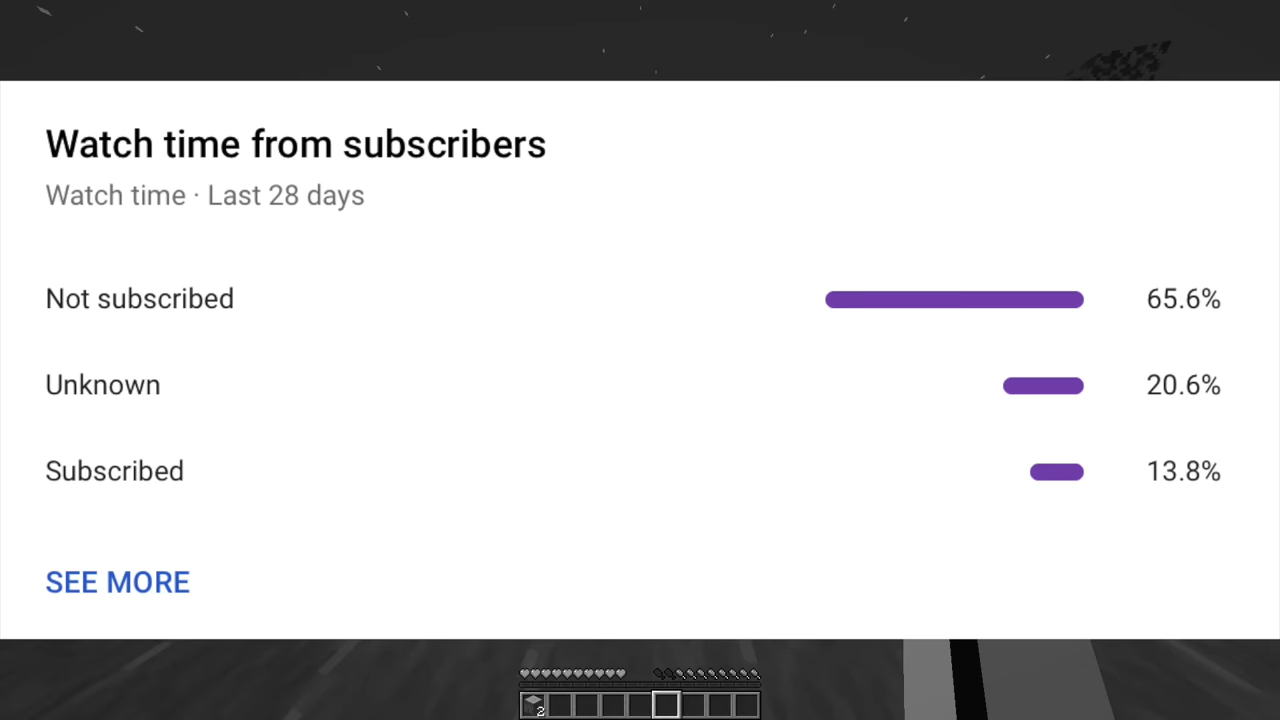 Watch time from subscribers
Watch time · Last 28 days
Not subscribed 65.6%
Unknown 20.6%
Subscribed 13.8%
SEE MORE
2